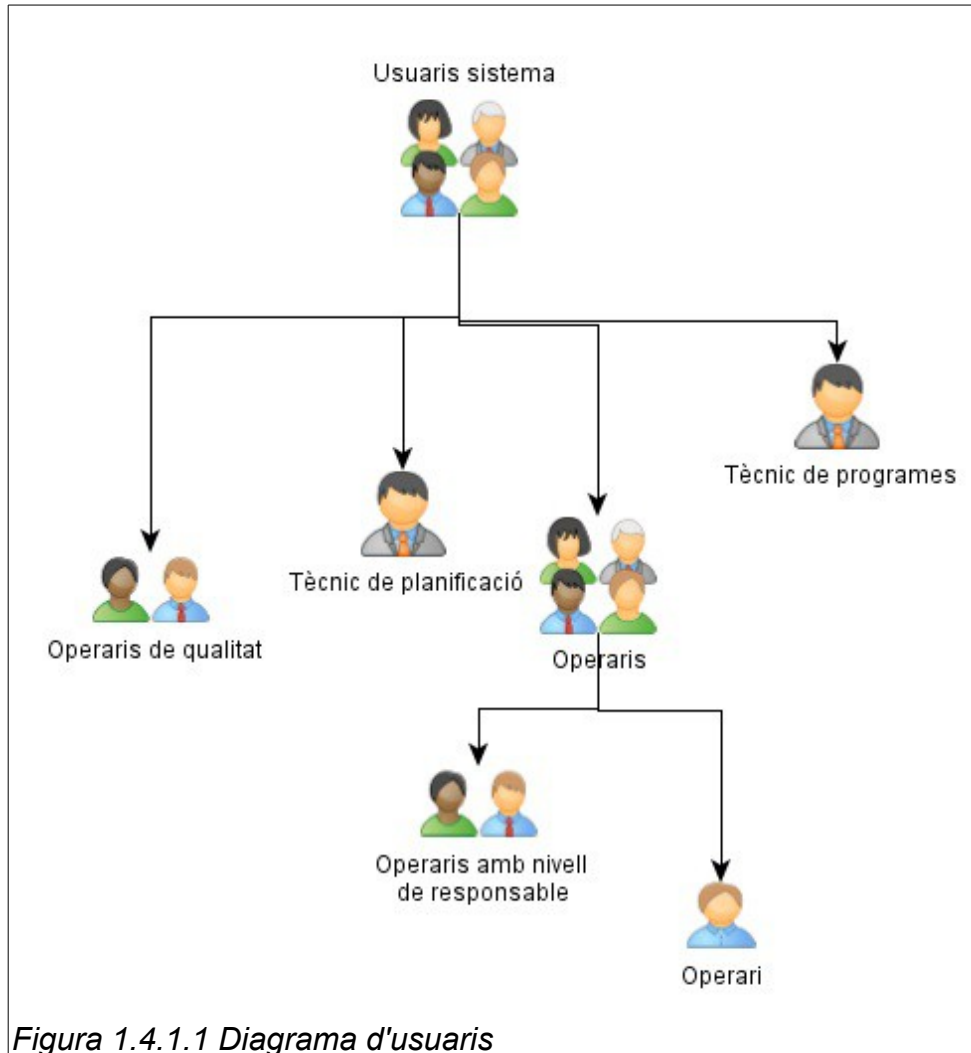 Usuaris sistema
Tècnic de programes
Tècnic de planificació
Operaris de qualitat
Operaris
Operaris amb nivell
de responsable
Operari
Figura 1.4.1.1 Diagrama d'usuaris